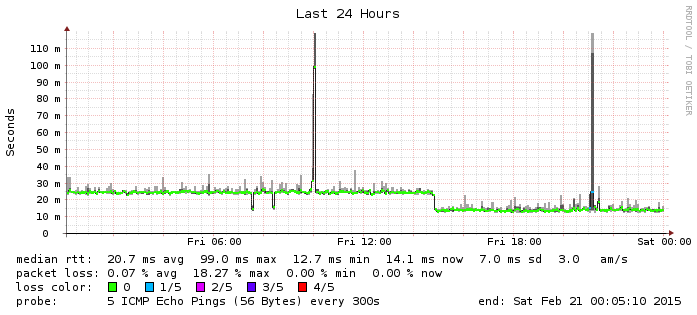 Last 24 Hours
RRDTOOL / TOBI OETIKER
Seconds
110 m
100 m
90 m
80 m
70 m
60 m
50 m
40 m
30 m
20 m
10 m
0
Fri 06:00 Fri 12:00 Fri 18:00 Sat 00:00
median rtt: 20.7 ms avg 99.0 ms max 12.7 ms min 14.1 ms now 7.0 ms sd 3.0 am/s
packet loss: 0.07 % avg 18.27 % max 0.00 % min 0.00 % now
loss color: 0 1/5 2/5 3/5 4/5
probe: 5 ICMP Echo Pings (56 Bytes) every 300s end: Sat Feb 21 00:05:10 2015